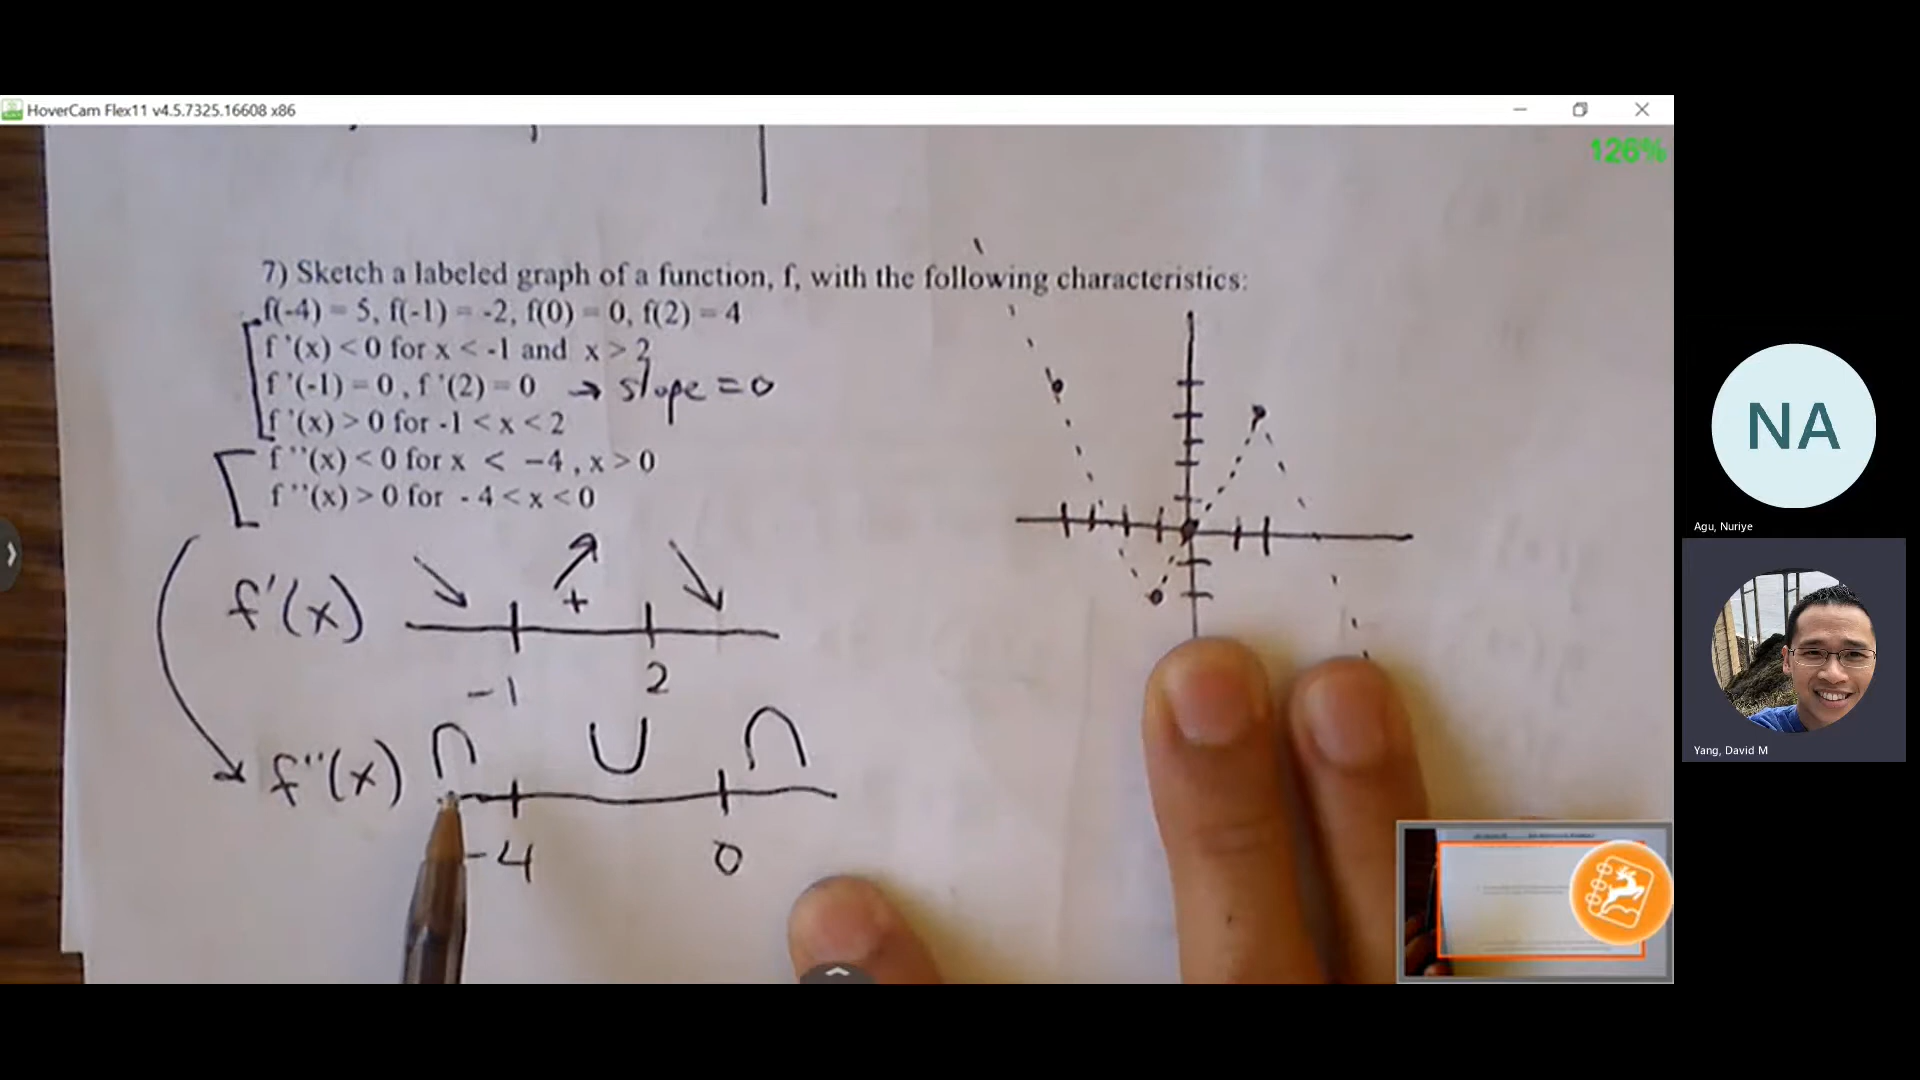 HoverCam Flex11 v4.5.7325.16608 x86
126%
7) Sketch a labeled graph of a function, f, with the following characteristics:
f(-4) = 5, f(-1) = -2, f(0) = 0, f(2) = 4
f '(x) < 0 for x < -1 and x > 2
f '(-1) = 0 , f '(2) = 0 → slope = 0
f '(x) > 0 for -1 < x < 2
f ''(x) < 0 for x < −4 , x > 0
f ''(x) > 0 for - 4 < x < 0
f'(x) +
-1 2
f''(x)
-4 0
NA
Agu, Nuriye
Yang, David M